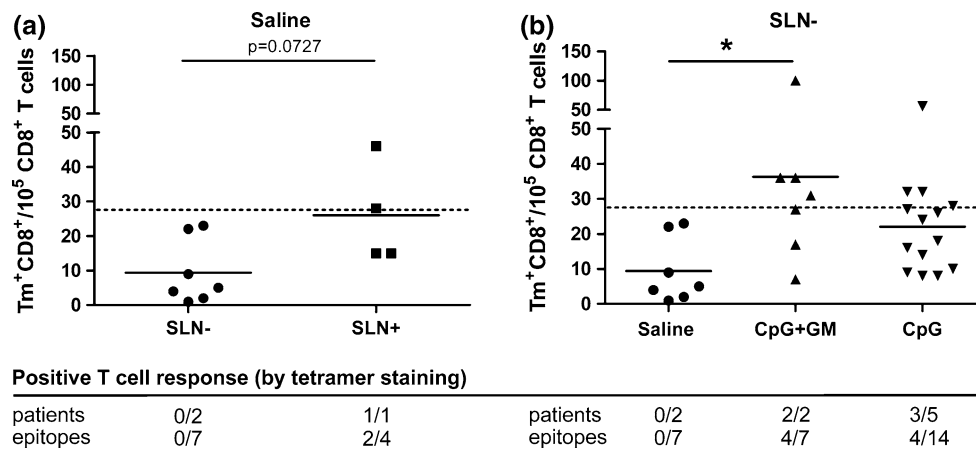 (a)
Saline
p=0.0727
Tm⁺CD8⁺/10⁵ CD8⁺ T cells
150
100
50
50
40
30
20
10
0
SLN-
SLN+
(b)
SLN-
*
Tm⁺CD8⁺/10⁵ CD8⁺ T cells
150
100
50
50
40
30
20
10
0
Saline
CpG+GM
CpG
Positive T cell response (by tetramer staining)
patients 0/2 1/1 patients 0/2 2/2 3/5
epitopes 0/7 2/4 epitopes 0/7 4/7 4/14